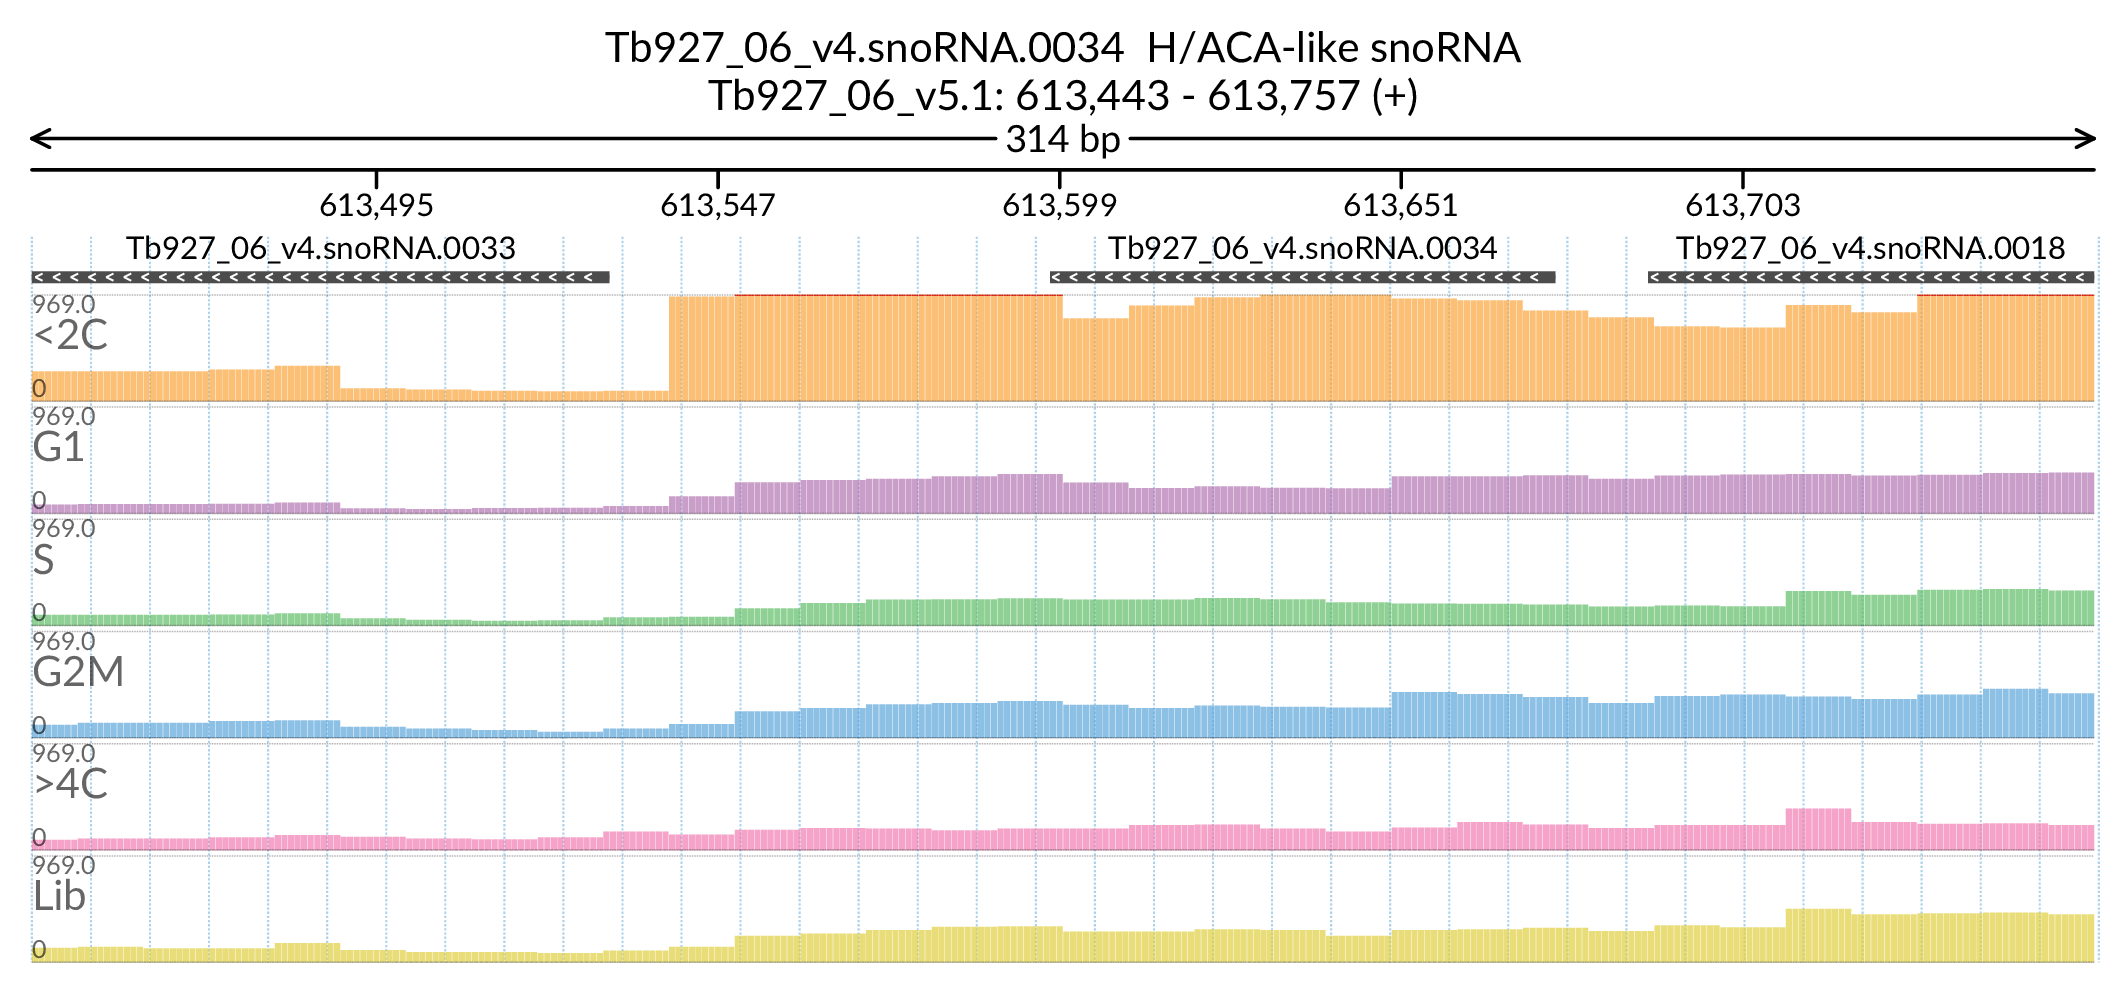 Tb927_06_v4.snoRNA.0034 H/ACA-like snoRNA
Tb927_06_v5.1: 613,443 - 613,757 (+)
314 bp
613,495 613,547 613,599 613,651 613,703
Tb927_06_v4.snoRNA.0033 Tb927_06_v4.snoRNA.0034 Tb927_06_v4.snoRNA.0018
969.0
<2C
0
969.0
G1
0
969.0
S
0
969.0
G2M
0
969.0
>4C
0
969.0
Lib
0